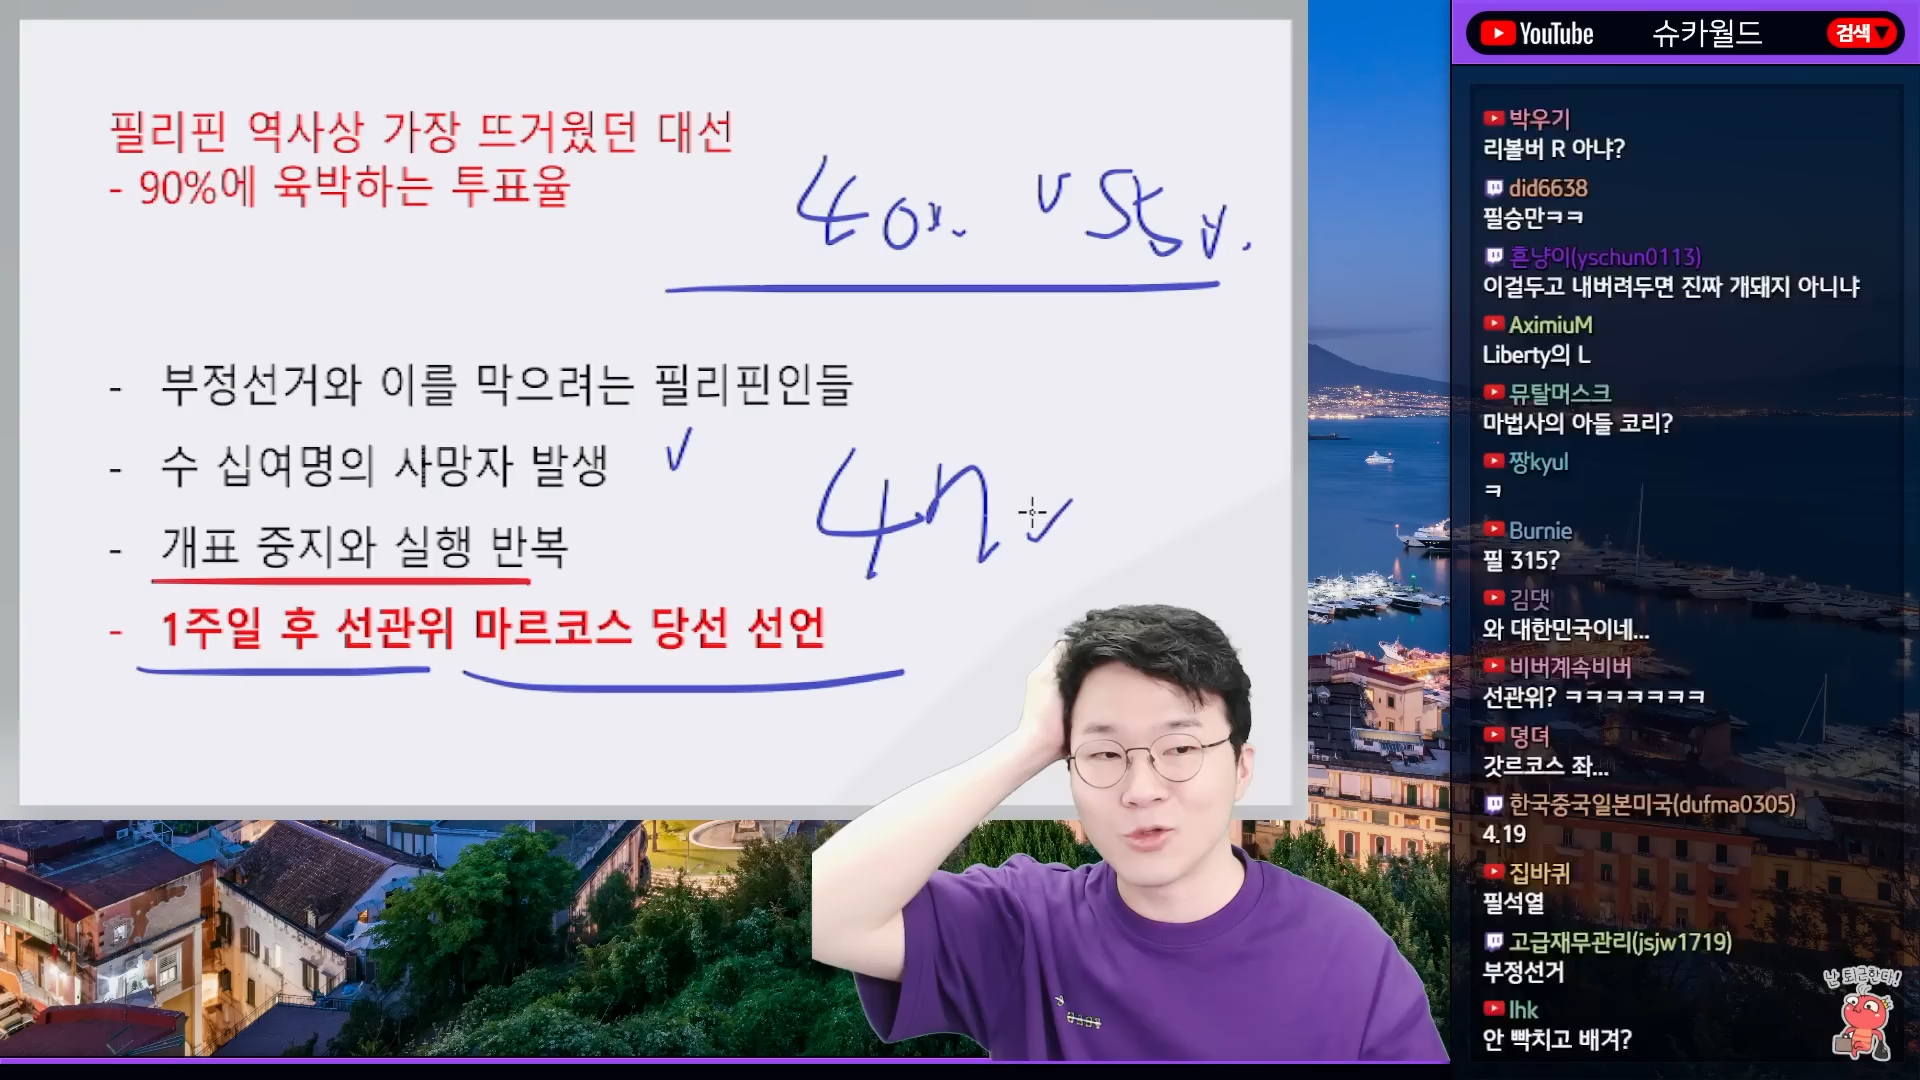 필리핀 역사상 가장 뜨거웠던 대선
- 90%에 육박하는 투표율
- 부정선거와 이를 막으려는 필리핀인들
- 수 십여명의 사망자 발생
- 개표 중지와 실행 반복
- 1주일 후 선관위 마르코스 당선 선언
YouTube 슈카월드 검색▼
박우기
리볼버 R 아냐?
did6638
필승만ㅋㅋ
흔냥이(yschun0113)
이걸두고 내버려두면 진짜 개돼지 아니냐
AximiuM
Liberty의 L
뮤탈머스크
마법사의 아들 코리?
짱kyul
ㅋ
Burnie
필 315?
김댓
와 대한민국이네...
비버계속비버
선관위? ㅋㅋㅋㅋㅋㅋㅋ
뎡뎌
갓르코스 좌...
한국중국일본미국(dufma0305)
4.19
집바퀴
필석열
고급재무관리(jsjw1719)
부정선거
lhk
안 빡치고 배겨?
난 퇴근한다!